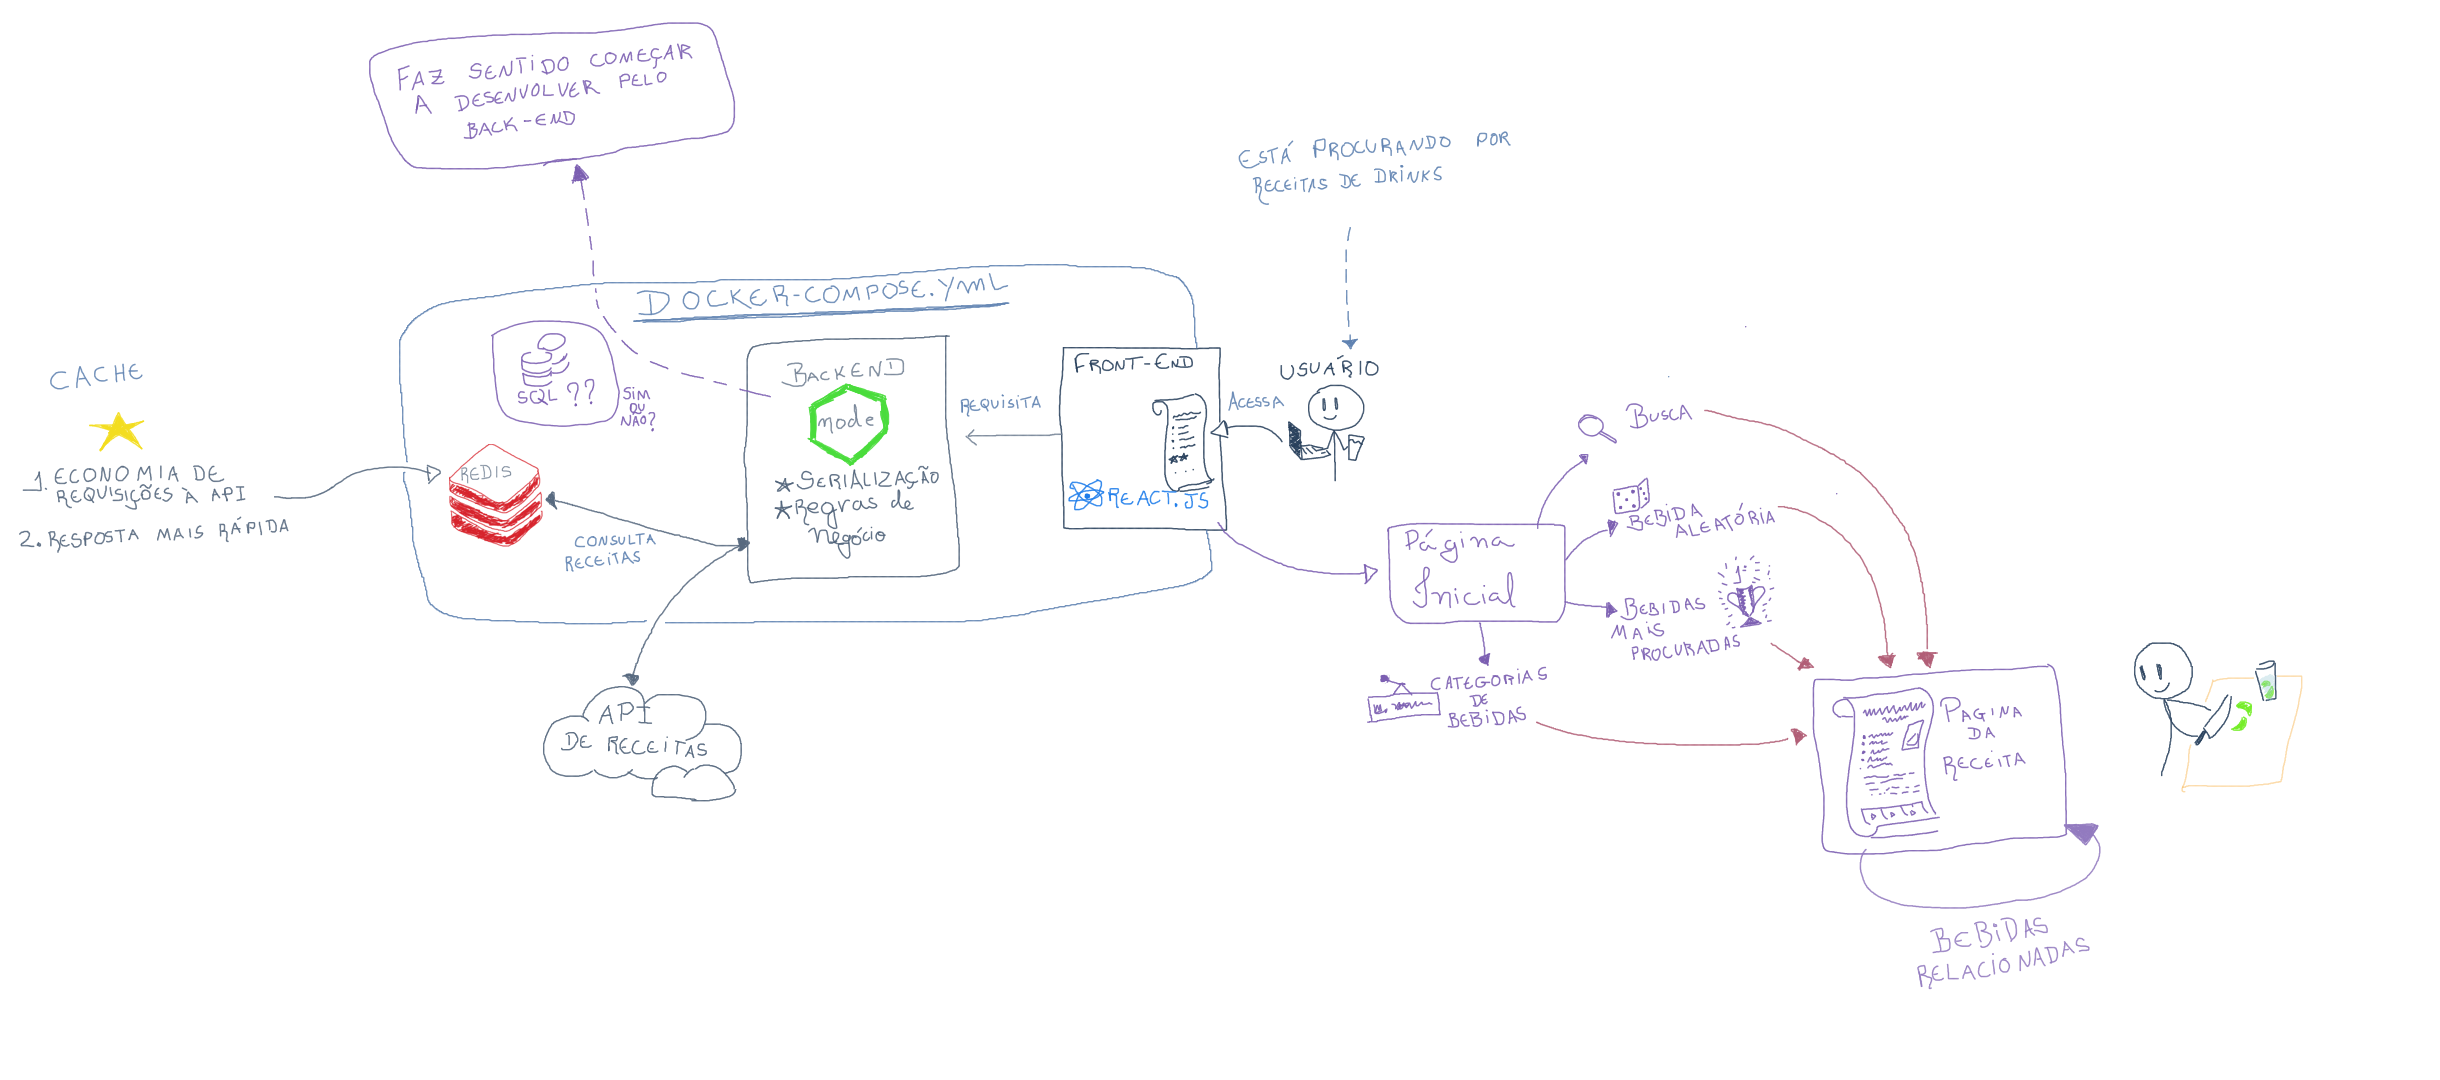 FAZ SENTIDO COMEÇAR
A DESENVOLVER PELO
BACK-END
ESTÁ PROCURANDO POR
RECEITAS DE DRINKS
DOCKER-COMPOSE.YML
CACHE
1. ECONOMIA DE
REQUISIÇÕES À API
2. RESPOSTA MAIS RÁPIDA
SQL ??
SIM
OU
NÃO?
REDIS
CONSULTA
RECEITAS
BACKEND
node
★ SERIALIZAÇÃO
★ Regras de
Negócio
REQUISITA
FRONT-END
REACT.JS
ACESSA
USUÁRIO
API
DE RECEITAS
Página
Inicial
BUSCA
BEBIDA
ALEATÓRIA
BEBIDAS
MAIS
PROCURADAS
1º
CATEGORIAS
DE
BEBIDAS
PAGINA
DA
RECEITA
BEBIDAS
RELACIONADAS